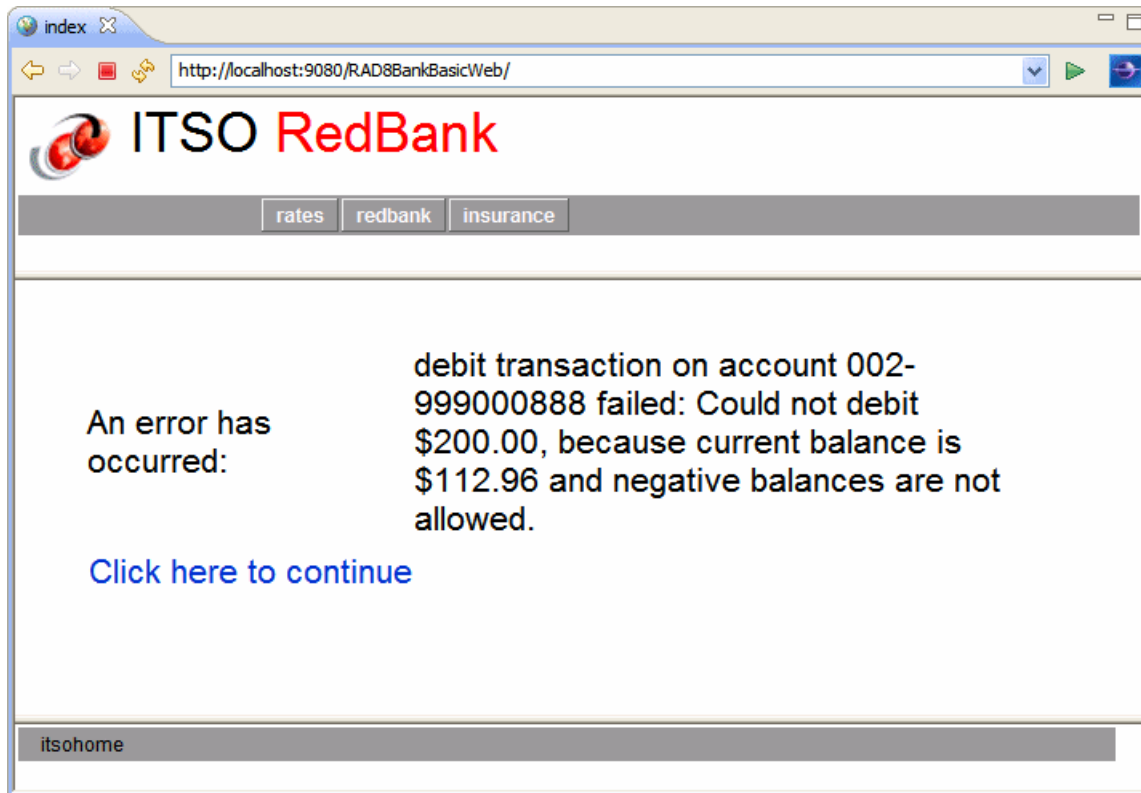 index
http://localhost:9080/RAD8BankBasicWeb/
ITSO RedBank
rates redbank insurance
An error has
occurred:
debit transaction on account 002-
999000888 failed: Could not debit
$200.00, because current balance is
$112.96 and negative balances are not
allowed.
Click here to continue
itsohome